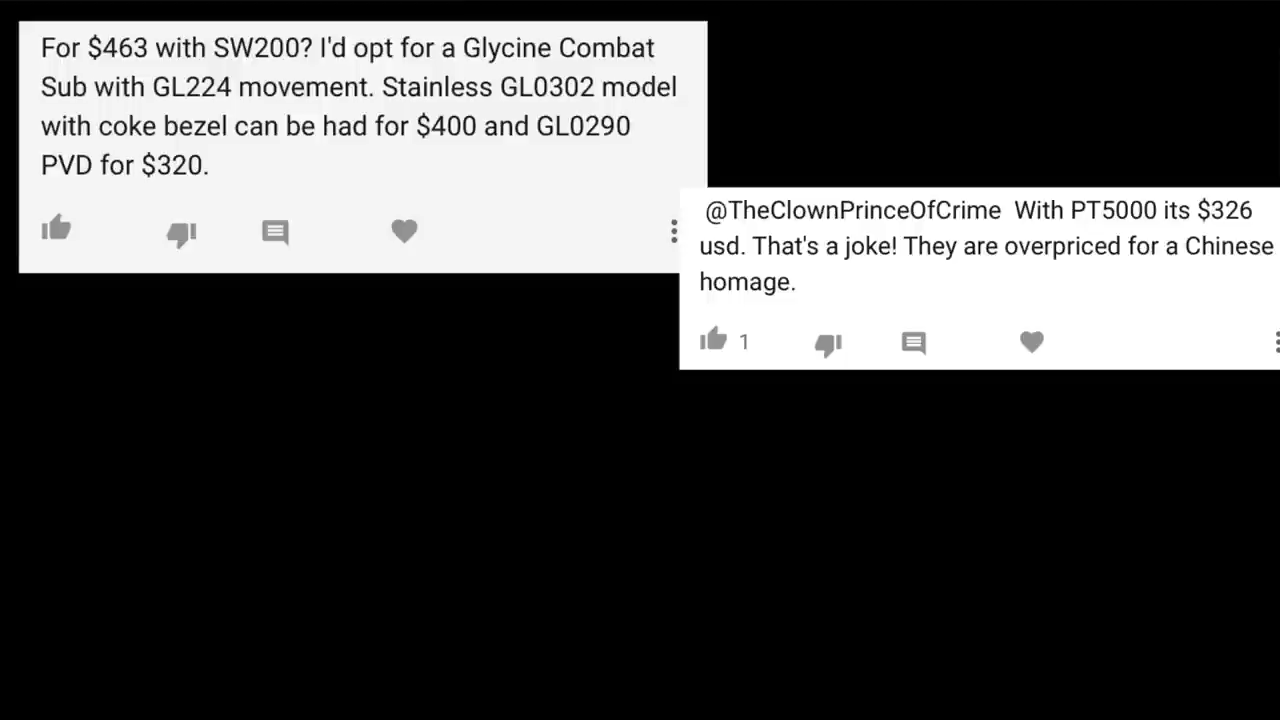 For $463 with SW200? I'd opt for a Glycine Combat
Sub with GL224 movement. Stainless GL0302 model
with coke bezel can be had for $400 and GL0290
PVD for $320.
@TheClownPrinceOfCrime With PT5000 its $326
usd. That's a joke! They are overpriced for a Chinese
homage.
1